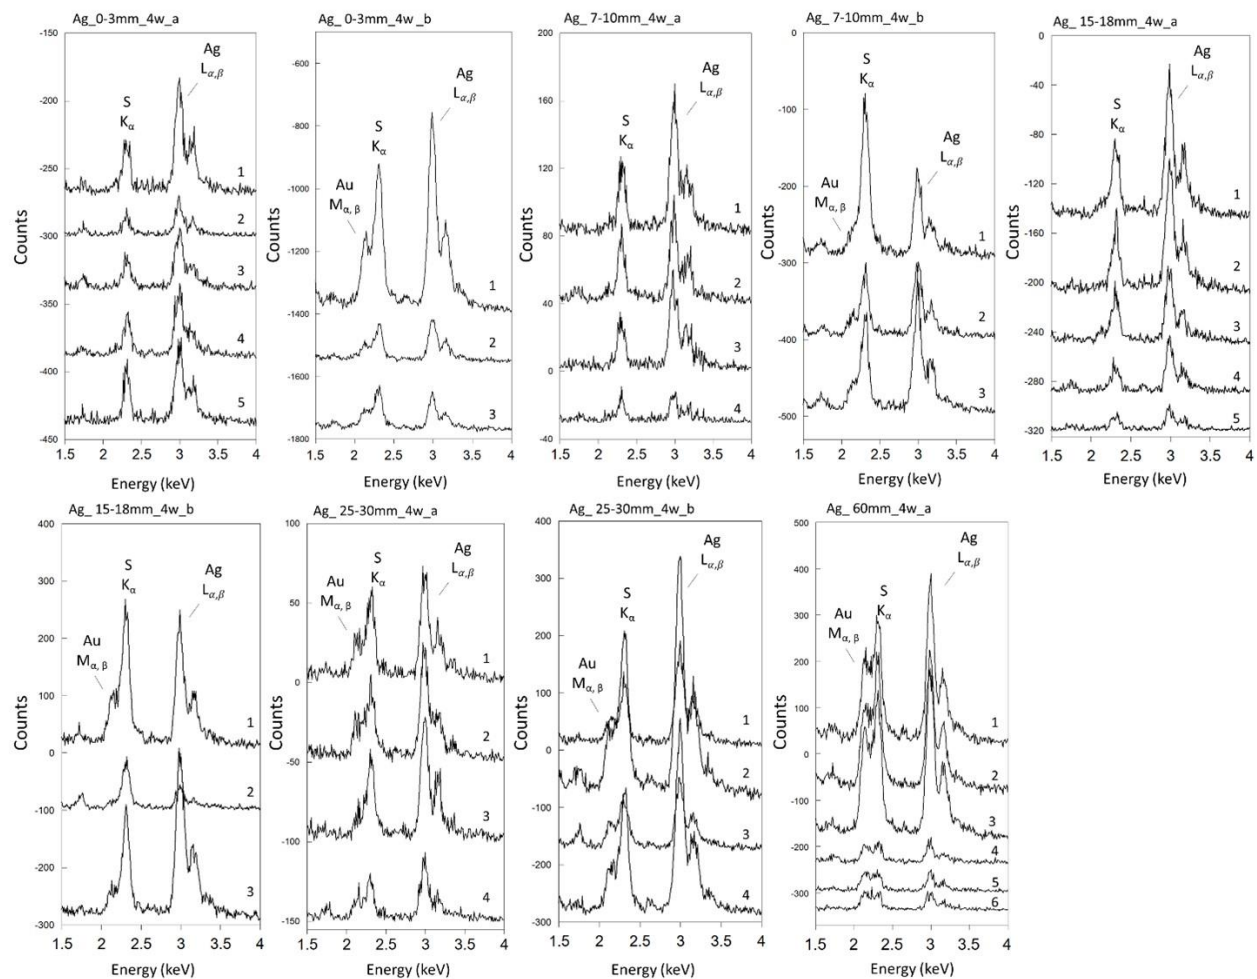 Ag_0-3mm_4w_a
Ag_0-3mm_4w _b
Ag_ 7-10mm_4w_a
Ag_ 7-10mm_4w_b
Ag_ 15-18mm_4w_a
-150
-200
-250
-300
-350
-400
-450
Counts
S
Kα
Ag
Lα,β
1
2
3
4
5
1.5 2 2.5 3 3.5 4
Energy (keV)
-600
-800
-1000
-1200
-1400
-1600
-1800
Counts
Au
Mα, β
S
Kα
Ag
Lα,β
1
2
3
1.5 2 2.5 3 3.5 4
Energy (keV)
200
160
120
80
40
0
-40
Counts
S
Kα
Ag
Lα,β
1
2
3
4
1.5 2 2.5 3 3.5 4
Energy (keV)
0
-100
-200
-300
-400
-500
Counts
Au
Mα, β
S
Kα
Ag
Lα,β
1
2
3
1.5 2 2.5 3 3.5 4
Energy (keV)
0
-40
-80
-120
-160
-200
-240
-280
-320
Counts
S
Kα
Ag
Lα,β
1
2
3
4
5
1.5 2 2.5 3 3.5 4
Energy (keV)
Ag_ 15-18mm_4w_b
Ag_ 25-30mm_4w_a
Ag_ 25-30mm_4w_b
Ag_ 60mm_4w_a
400
300
200
100
0
-100
-200
-300
Counts
Au
Mα, β
S
Kα
Ag
Lα,β
1
2
3
1.5 2 2.5 3 3.5 4
Energy (keV)
100
50
0
-50
-100
-150
Counts
Au
Mα, β
S
Kα
Ag
Lα,β
1
2
3
4
1.5 2 2.5 3 3.5 4
Energy (keV)
400
300
200
100
0
-100
-200
-300
Counts
Au
Mα, β
S
Kα
Ag
Lα,β
1
2
3
4
1.5 2 2.5 3 3.5 4
Energy (keV)
500
400
300
200
100
0
-100
-200
-300
Counts
Au
Mα, β
S
Kα
Ag
Lα,β
1
2
3
4
5
6
1.5 2 2.5 3 3.5 4
Energy (keV)